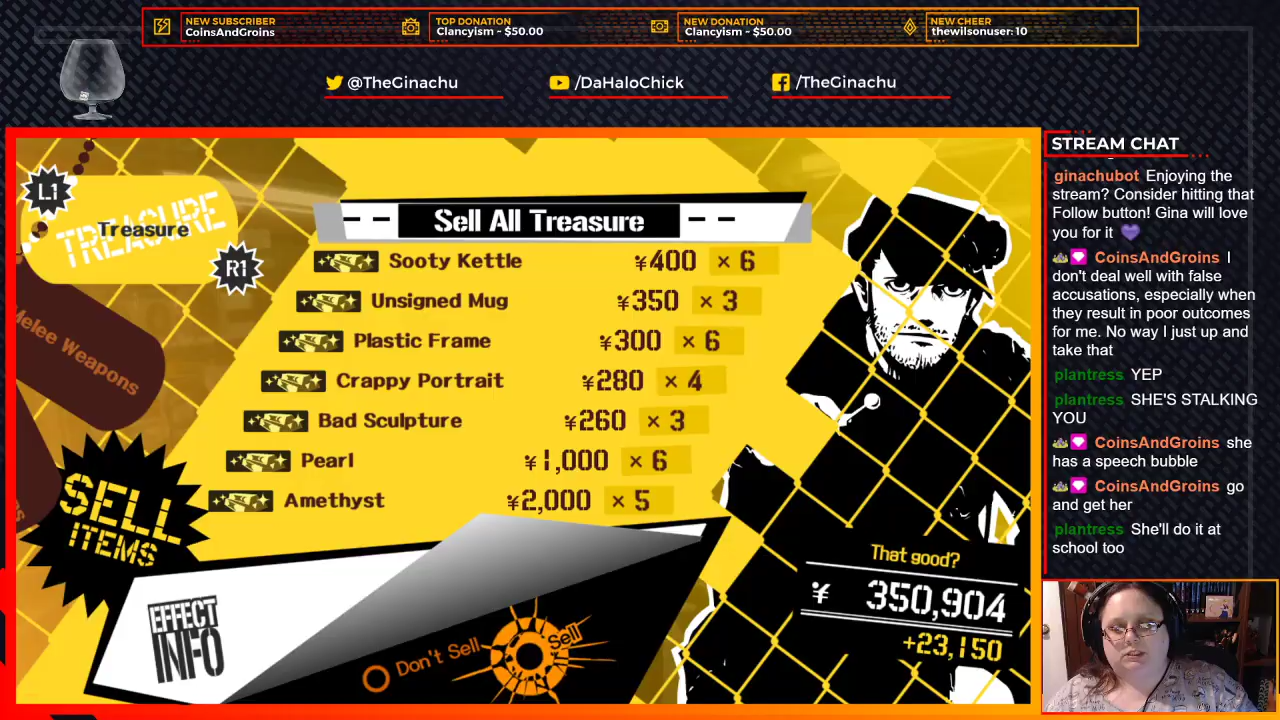 NEW SUBSCRIBER
CoinsAndGroins
TOP DONATION
Clancyism ~ $50.00
NEW DONATION
Clancyism ~ $50.00
NEW CHEER
thewilsonuser: 10
@TheGinachu
/DaHaloChick
/TheGinachu
L1
TREASURE
Treasure
R1
Melee Weapons
SELL
ITEMS
Sell All Treasure
Sooty Kettle ¥400 × 6
Unsigned Mug ¥350 × 3
Plastic Frame ¥300 × 6
Crappy Portrait ¥280 × 4
Bad Sculpture ¥260 × 3
Pearl ¥1,000 × 6
Amethyst ¥2,000 × 5
EFFECT
INFO
Don't Sell
Sell
That good?
¥ 350,904
+23,150
STREAM CHAT
ginachubot Enjoying the
stream? Consider hitting that
Follow button! Gina will love
you for it 💜
CoinsAndGroins I
don't deal well with false
accusations, especially when
they result in poor outcomes
for me. No way I just up and
take that
plantress YEP
plantress SHE'S STALKING
YOU
CoinsAndGroins she
has a speech bubble
CoinsAndGroins go
and get her
plantress She'll do it at
school too